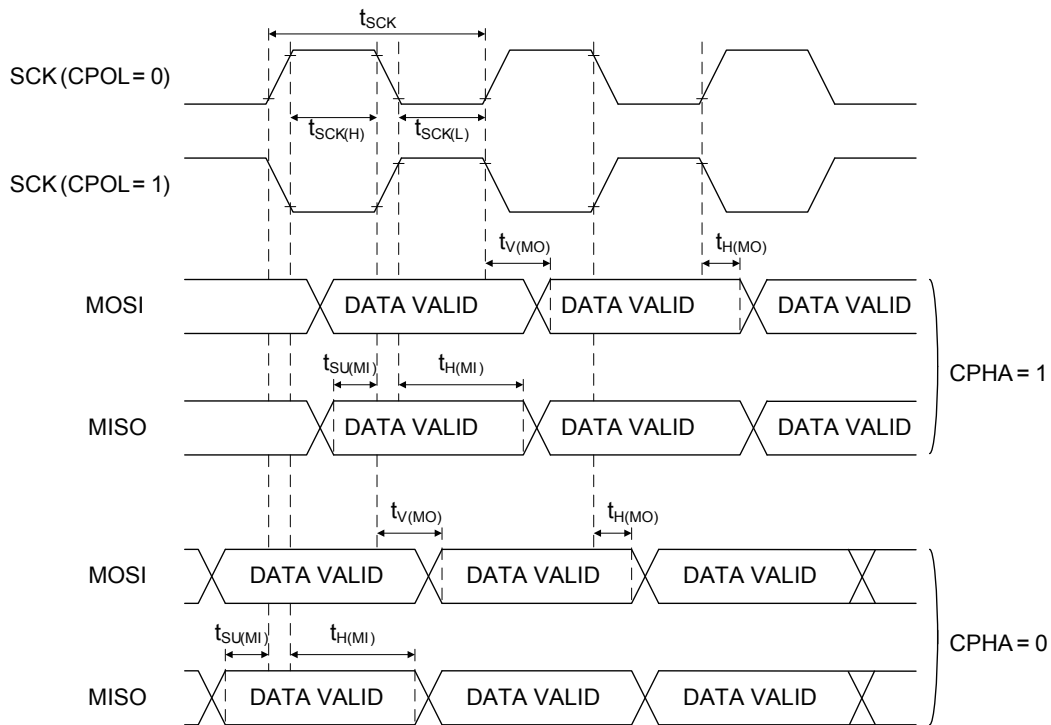 tSCK
SCK (CPOL = 0)
tSCK(H)
tSCK(L)
SCK (CPOL = 1)
tV(MO)
tH(MO)
MOSI
DATA VALID
DATA VALID
DATA VALID
tSU(MI)
tH(MI)
CPHA = 1
MISO
DATA VALID
DATA VALID
DATA VALID
tV(MO)
tH(MO)
MOSI
DATA VALID
DATA VALID
DATA VALID
tSU(MI)
tH(MI)
CPHA = 0
MISO
DATA VALID
DATA VALID
DATA VALID